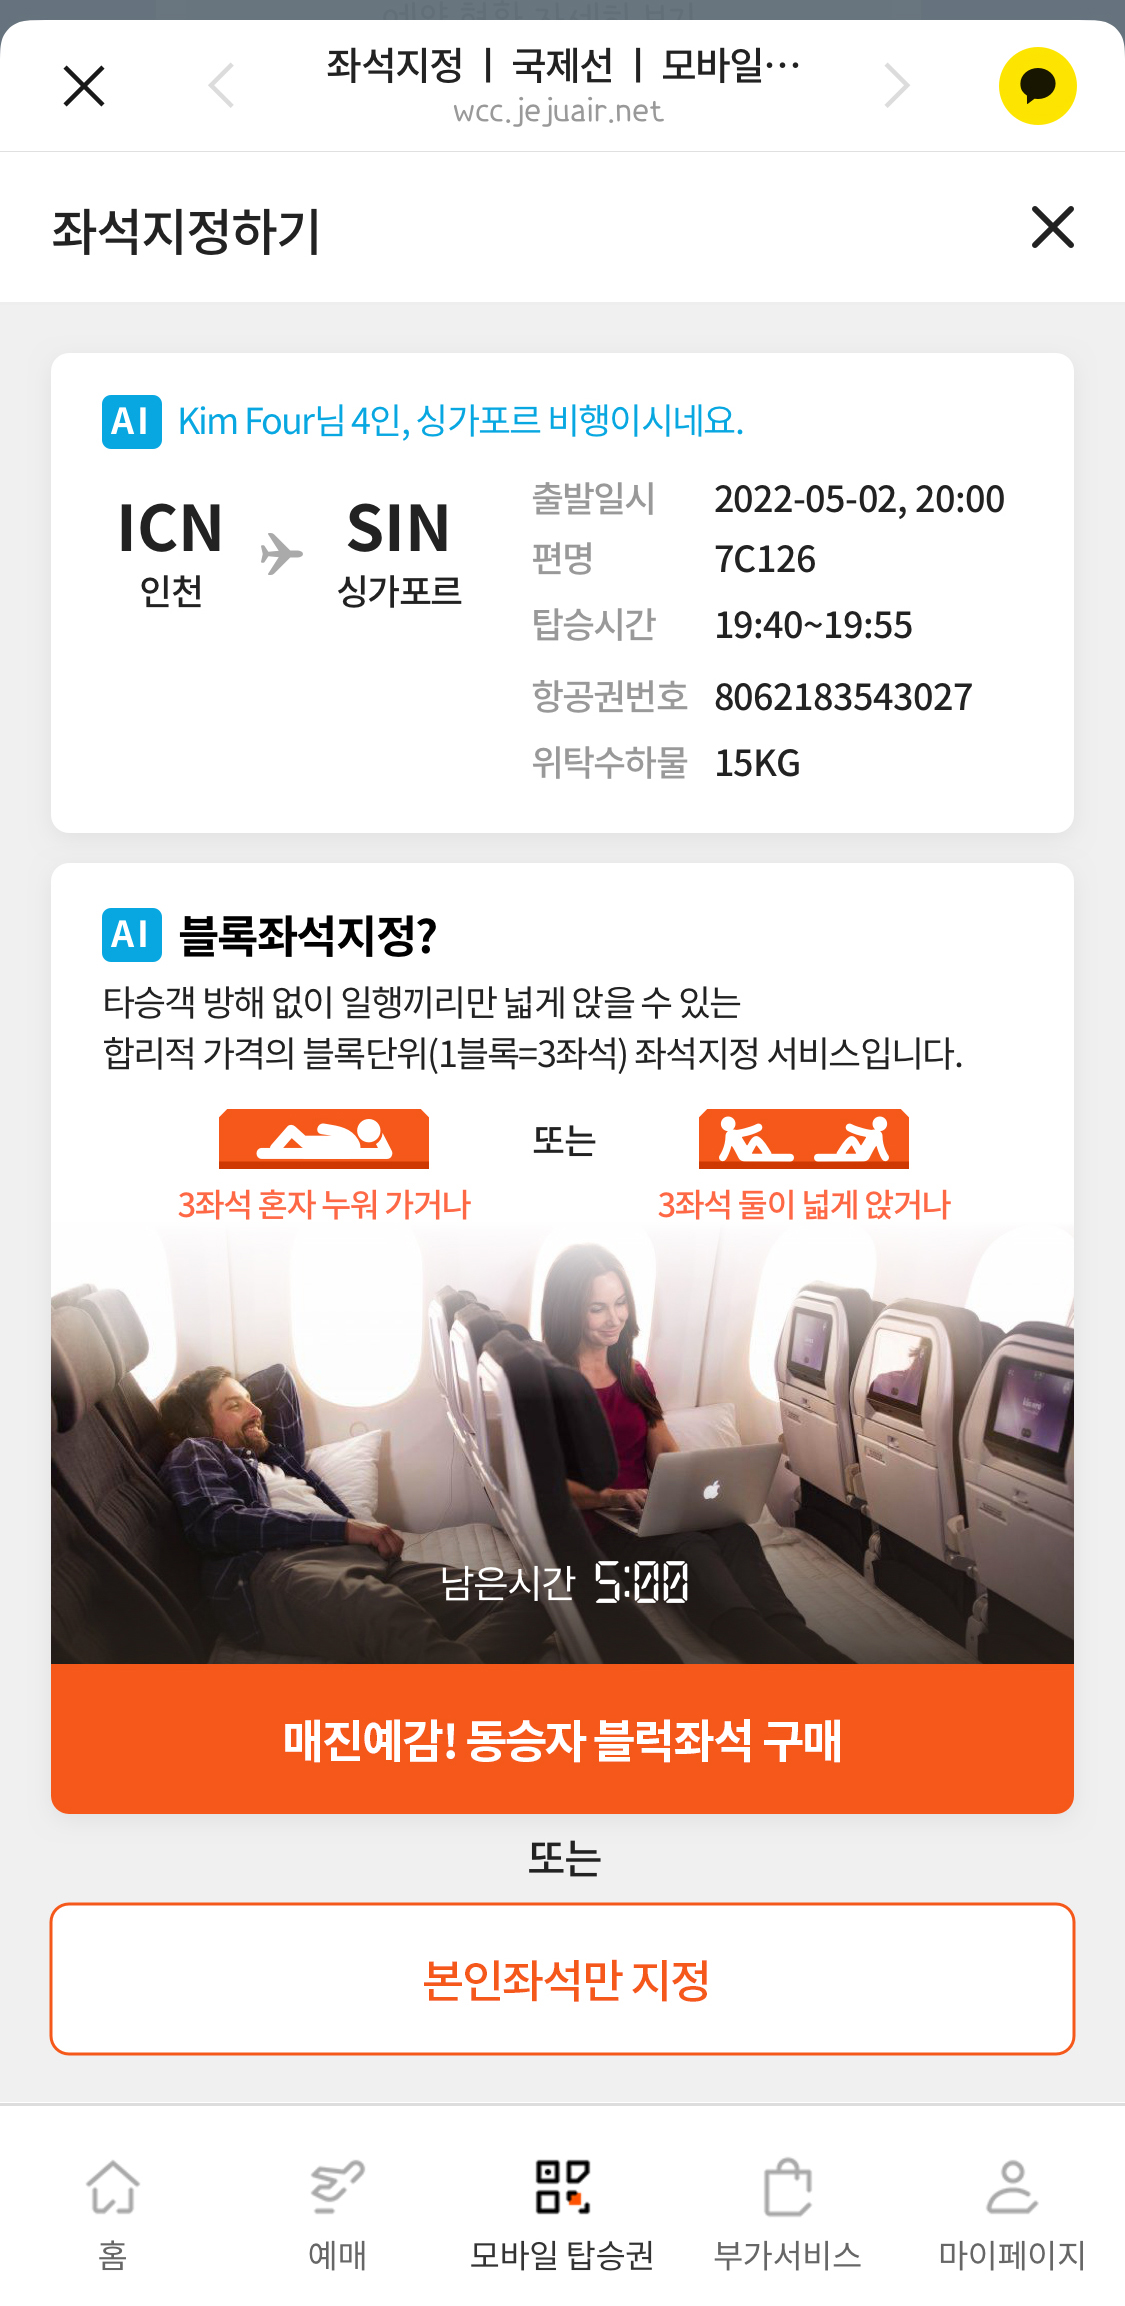 좌석지정 ㅣ 국제선 ㅣ 모바일…
wcc.jejuair.net
좌석지정하기
AI Kim Four님 4인, 싱가포르 비행이시네요.
ICN SIN
인천 싱가포르
출발일시 2022-05-02, 20:00
편명 7C126
탑승시간 19:40~19:55
항공권번호 8062183543027
위탁수하물 15KG
AI 블록좌석지정?
타승객 방해 없이 일행끼리만 넓게 앉을 수 있는
합리적 가격의 블록단위(1블록=3좌석) 좌석지정 서비스입니다.
또는
3좌석 혼자 누워 가거나 3좌석 둘이 넓게 앉거나
남은시간 5:00
매진예감! 동승자 블럭좌석 구매
또는
본인좌석만 지정
홈 예매 모바일 탑승권 부가서비스 마이페이지